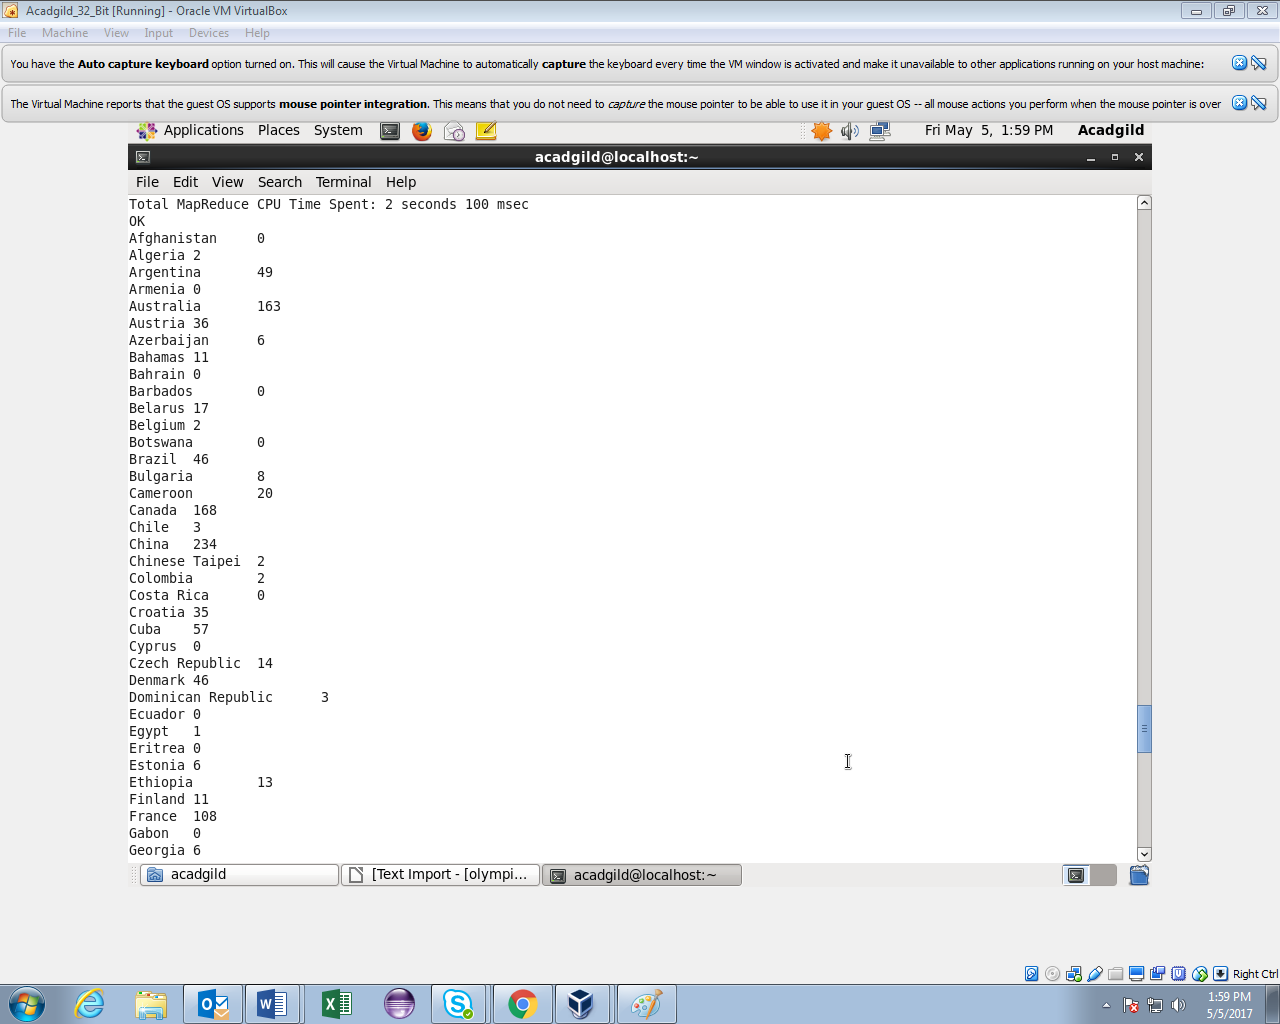 Acadgild_32_Bit [Running] - Oracle VM VirtualBox
File Machine View Input Devices Help
You have the Auto capture keyboard option turned on. This will cause the Virtual Machine to automatically capture the keyboard every time the VM window is activated and make it unavailable to other applications running on your host machine:
The Virtual Machine reports that the guest OS supports mouse pointer integration. This means that you do not need to capture the mouse pointer to be able to use it in your guest OS -- all mouse actions you perform when the mouse pointer is over
Applications Places System Fri May 5, 1:59 PM Acadgild
acadgild@localhost:~
File Edit View Search Terminal Help
Total MapReduce CPU Time Spent: 2 seconds 100 msec
OK
Afghanistan 0
Algeria 2
Argentina 49
Armenia 0
Australia 163
Austria 36
Azerbaijan 6
Bahamas 11
Bahrain 0
Barbados 0
Belarus 17
Belgium 2
Botswana 0
Brazil 46
Bulgaria 8
Cameroon 20
Canada 168
Chile 3
China 234
Chinese Taipei 2
Colombia 2
Costa Rica 0
Croatia 35
Cuba 57
Cyprus 0
Czech Republic 14
Denmark 46
Dominican Republic 3
Ecuador 0
Egypt 1
Eritrea 0
Estonia 6
Ethiopia 13
Finland 11
France 108
Gabon 0
Georgia 6
acadgild [Text Import - [olympi... acadgild@localhost:~
Right Ctrl
1:59 PM
5/5/2017